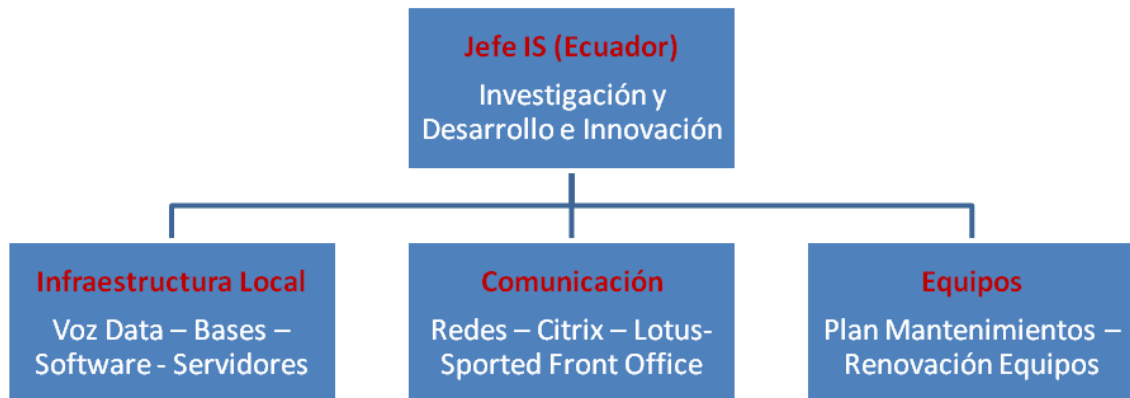 Jefe IS (Ecuador)
Investigación y
Desarrollo e Innovación
Infraestructura Local
Voz Data – Bases –
Software - Servidores
Comunicación
Redes – Citrix – Lotus-
Sported Front Office
Equipos
Plan Mantenimientos –
Renovación Equipos